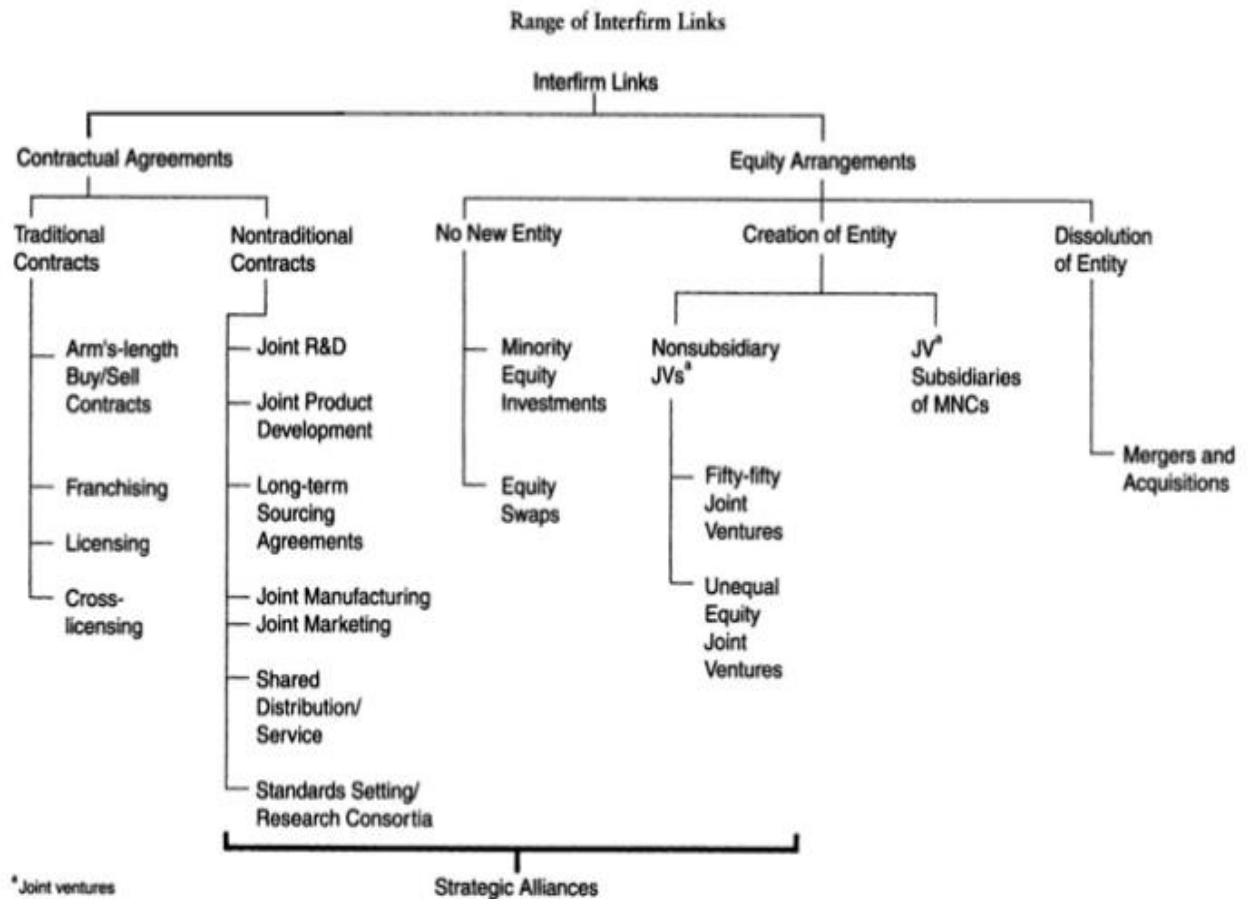 Range of Interfirm Links
Interfirm Links
Contractual Agreements
Equity Arrangements
Traditional
Contracts
Nontraditional
Contracts
No New Entity
Creation of Entity
Dissolution
of Entity
Arm's-length
Buy/Sell
Contracts
Franchising
Licensing
Cross-
licensing
Joint R&D
Joint Product
Development
Long-term
Sourcing
Agreements
Joint Manufacturing
Joint Marketing
Shared
Distribution/
Service
Standards Setting/
Research Consortia
Minority
Equity
Investments
Equity
Swaps
Nonsubsidiary
JVsª
Fifty-fifty
Joint
Ventures
Unequal
Equity
Joint
Ventures
JVª
Subsidiaries
of MNCs
Mergers and
Acquisitions
Strategic Alliances
ªJoint ventures